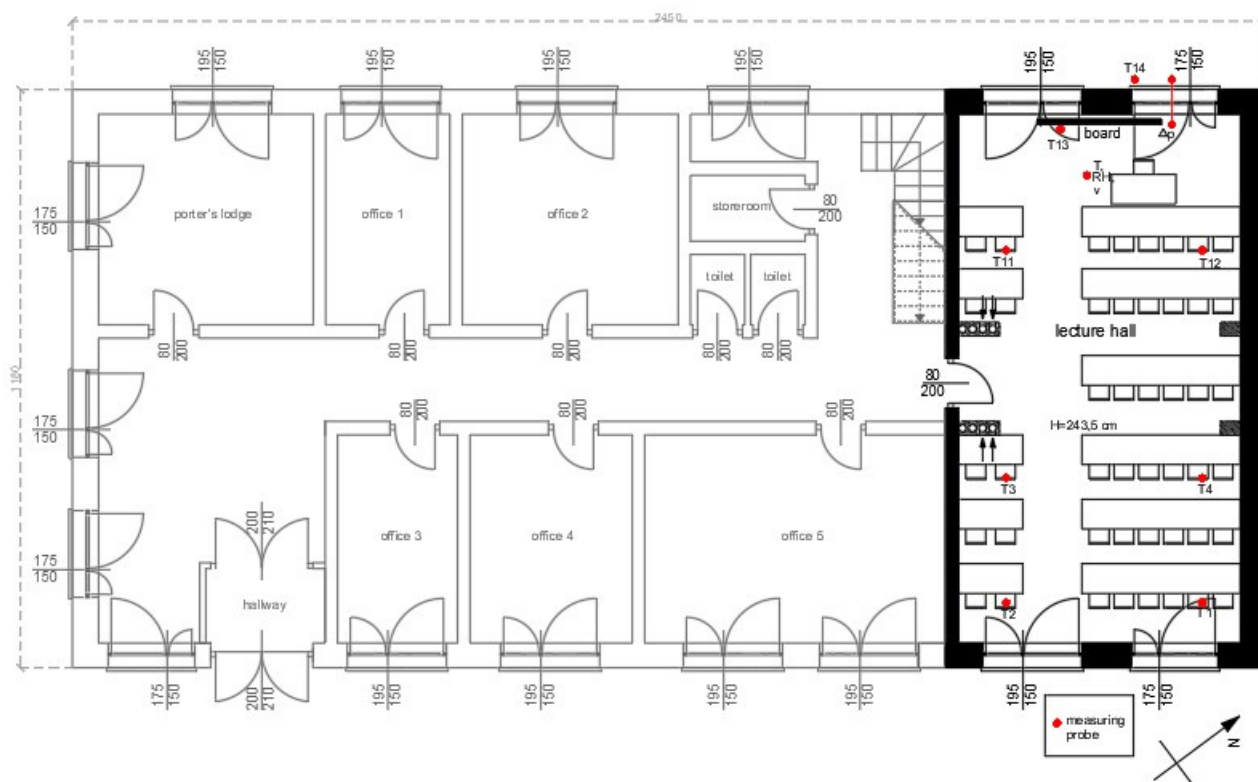 2450
195
150
195
150
195
150
195
150
195
150
T14
175
150
board
Δp
T13
T,
RH,
v
porter's lodge
office 1
office 2
storeroom
80
200
175
150
T11
T12
toilet
toilet
lecture hall
80
200
80
200
80
200
80
200
80
200
80
200
1180
175
150
80
200
80
200
80
200
H=243,5 cm
T3
T4
200
210
office 3
office 4
office 5
175
150
hallway
T2
T1
175
150
200
210
195
150
195
150
195
150
195
150
195
150
175
150
measuring
probe
N